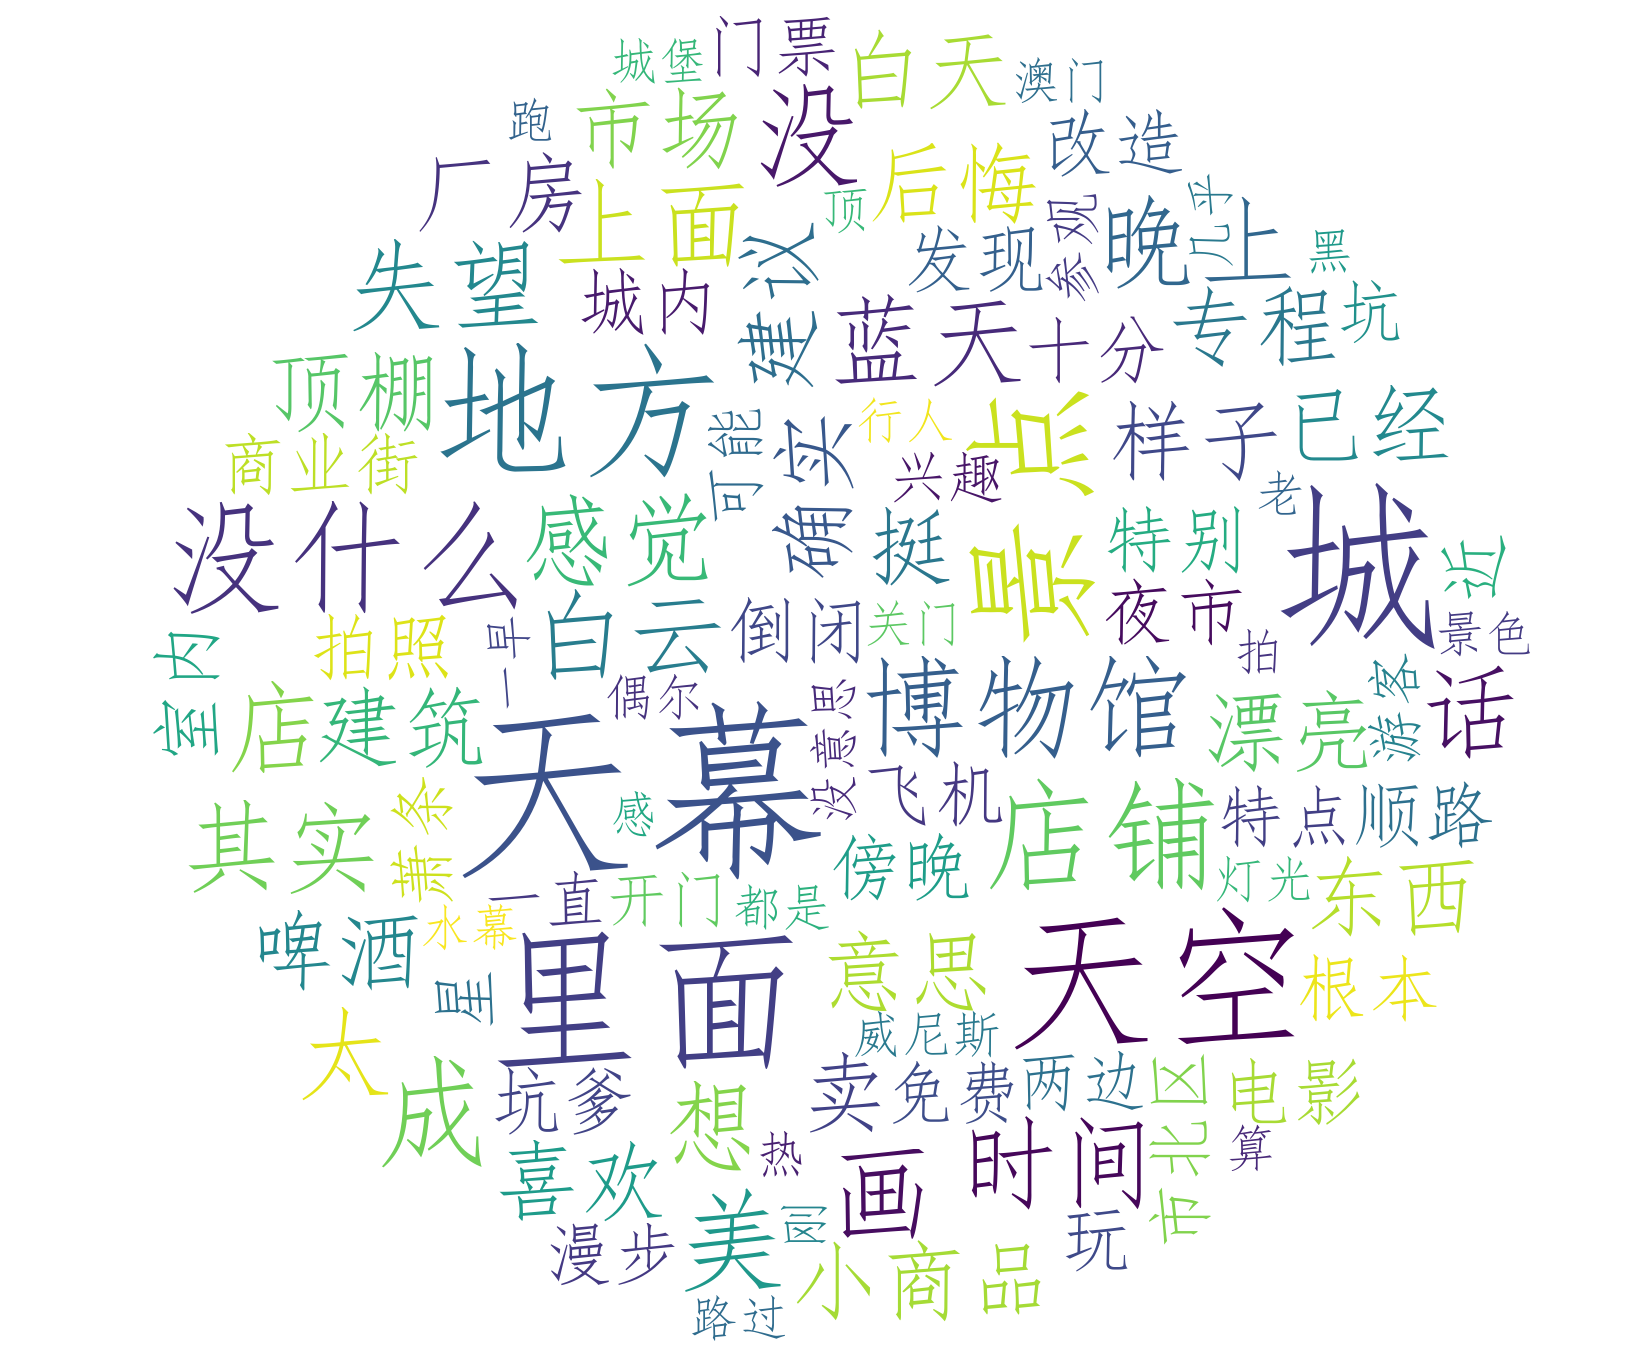 城堡
门票
白天
澳门
跑
市场
没
改造
厂房
上面
顶
后悔
参观
几乎
晚上
黑
失望
城内
建议
发现
蓝天
十分
专程
坑
顶棚
地方
可能
确实
行人
景点
样子
已经
商业街
没什么
感觉
兴趣
挺
特别
老
城
近
室内
拍照
一早
白云
倒闭
关门
夜市
拍
景色
店
建筑
偶尔
没意思
博物馆
漂亮
游客
话
天幕
其实
萧条
感
飞机
店铺
特点
顺路
傍晚
灯光
东西
啤酒
水幕
一直
开门
都是
星
里面
意思
天空
根本
太
威尼斯
成
坑爹
想
卖
免费
两边
市北区
电影
喜欢
热
画
时间
算
漫步
美
圆
小商品
玩
路过